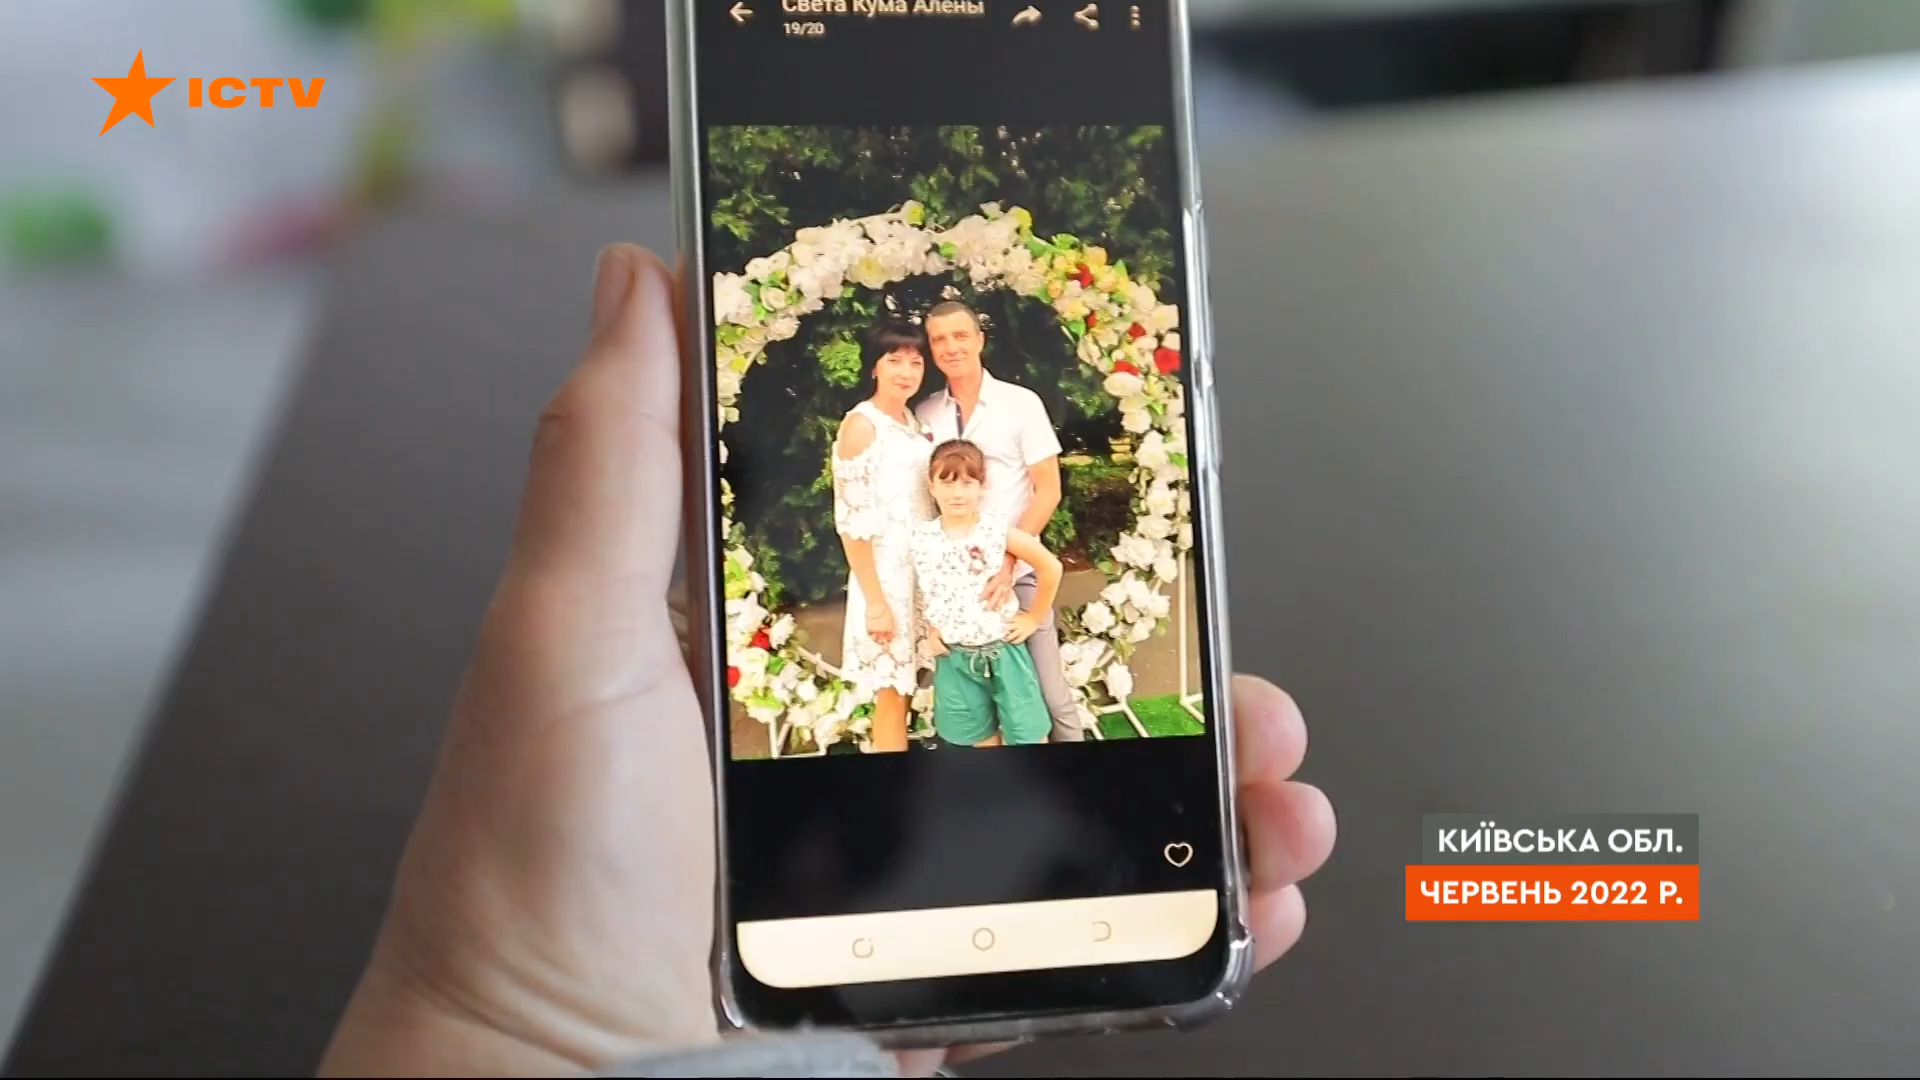 Света Кума Алены
19/20
ICTV
КИЇВСЬКА ОБЛ.
ЧЕРВЕНЬ 2022 Р.